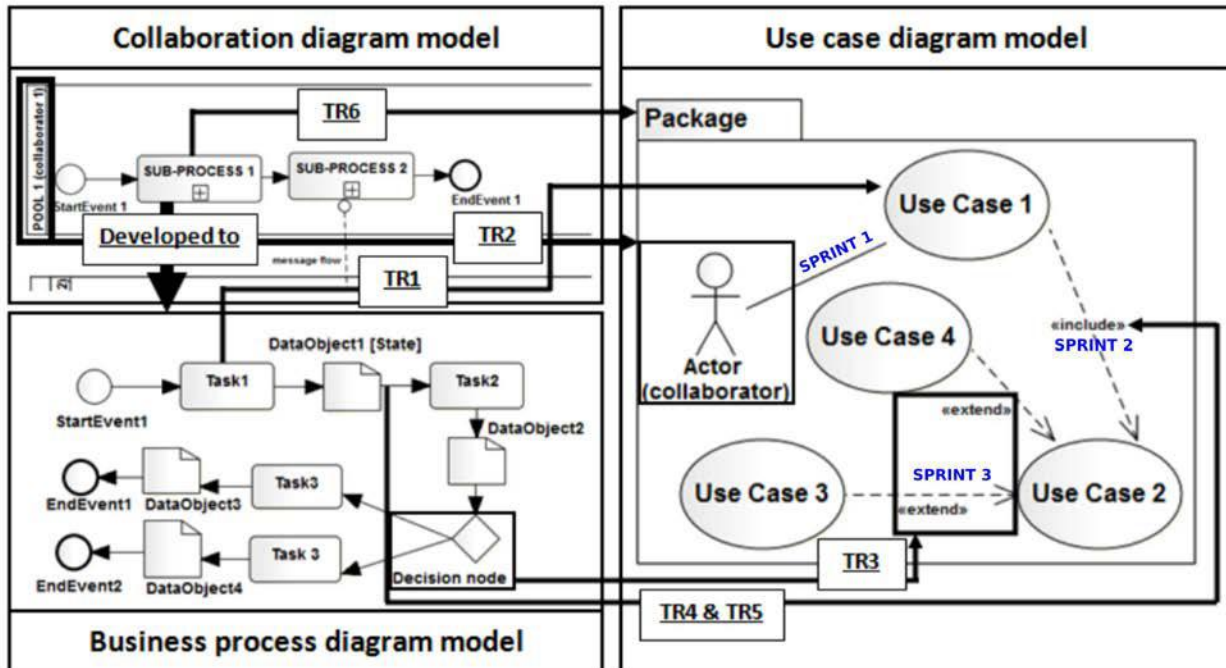 Collaboration diagram model
Use case diagram model
POOL 1 (collaborator 1)
TR6
SUB-PROCESS 1
SUB-PROCESS 2
StartEvent 1
EndEvent 1
Developed to
TR2
message flow
TR1
Package
Use Case 1
SPRINT 1
Actor
(collaborator)
Use Case 4
«include»
SPRINT 2
«extend»
SPRINT 3
Use Case 3
«extend»
Use Case 2
DataObject1 [State]
Task1
Task2
StartEvent1
DataObject2
Task3
EndEvent1
DataObject3
Task 3
EndEvent2
DataObject4
Decision node
TR3
TR4 & TR5
Business process diagram model